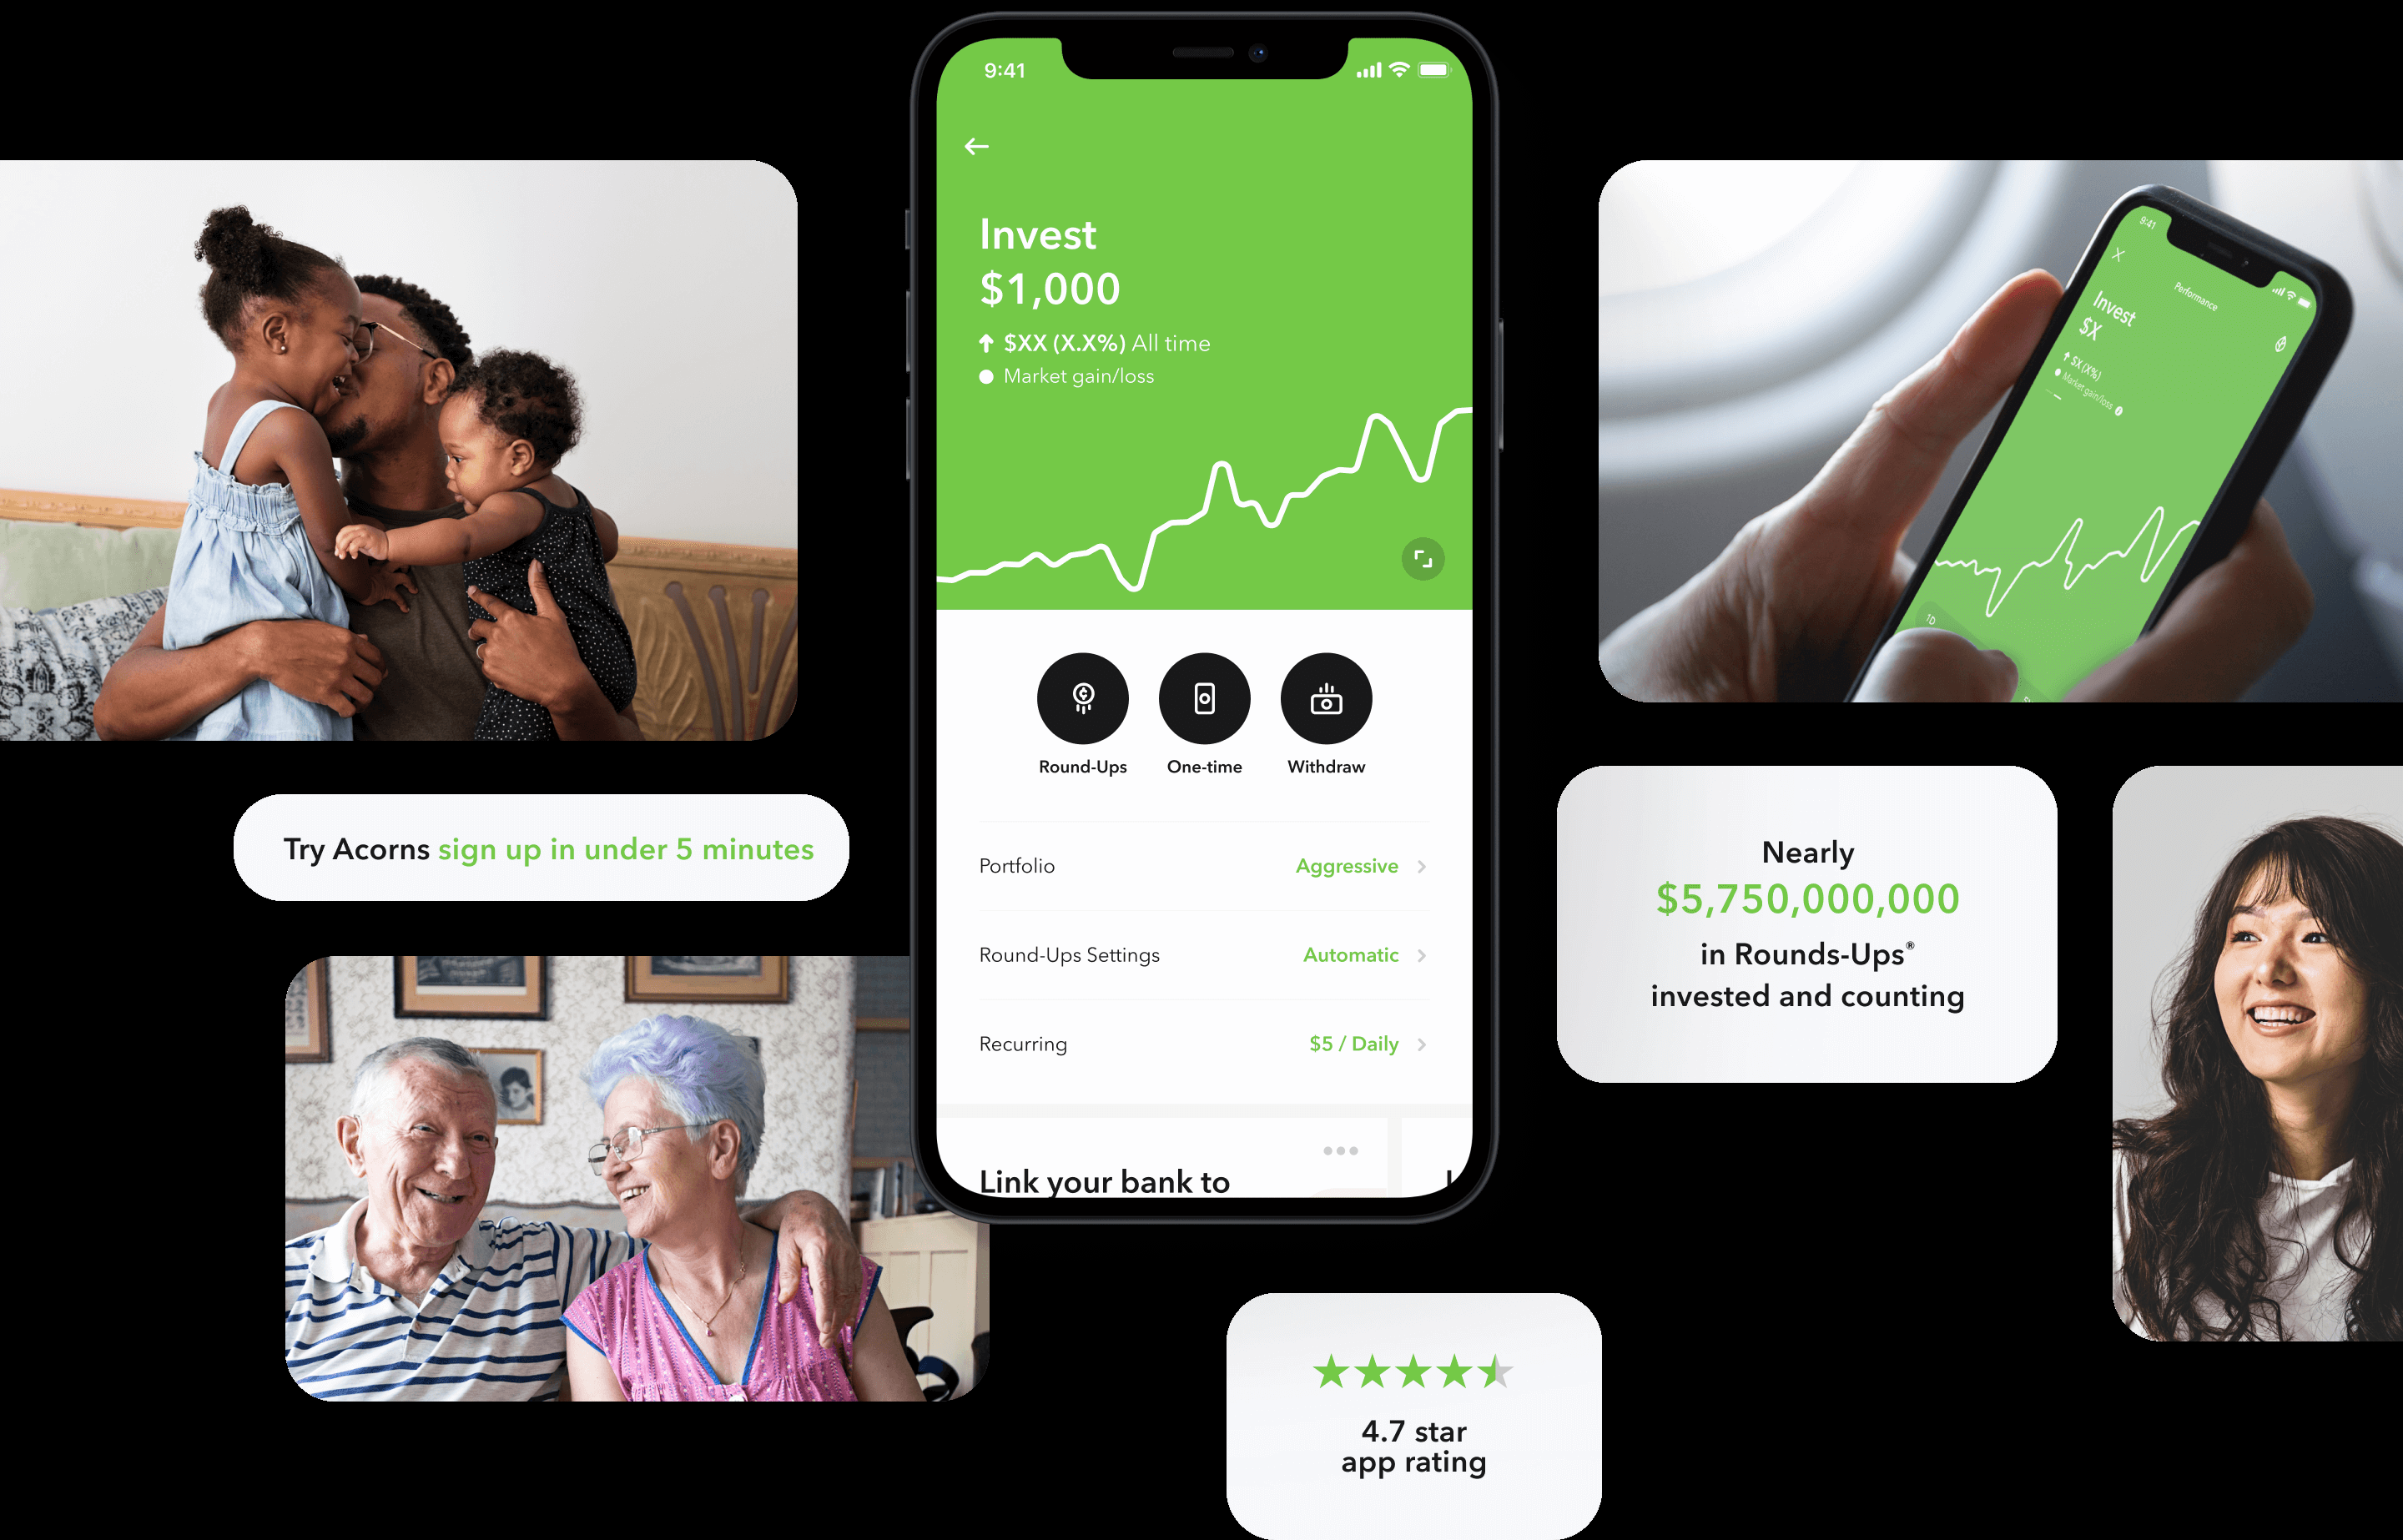 9:41
Invest
$1,000
$XX (X.X%) All time
Market gain/loss
Round-Ups
One-time
Withdraw
Portfolio
Aggressive
Round-Ups Settings
Automatic
Recurring
$5 / Daily
Link your bank to
Try Acorns sign up in under 5 minutes
9:41
Performance
Invest
$X
$X (X%)
Market gain/loss
1D
Nearly
$5,750,000,000
in Rounds-Ups®
invested and counting
4.7 star
app rating